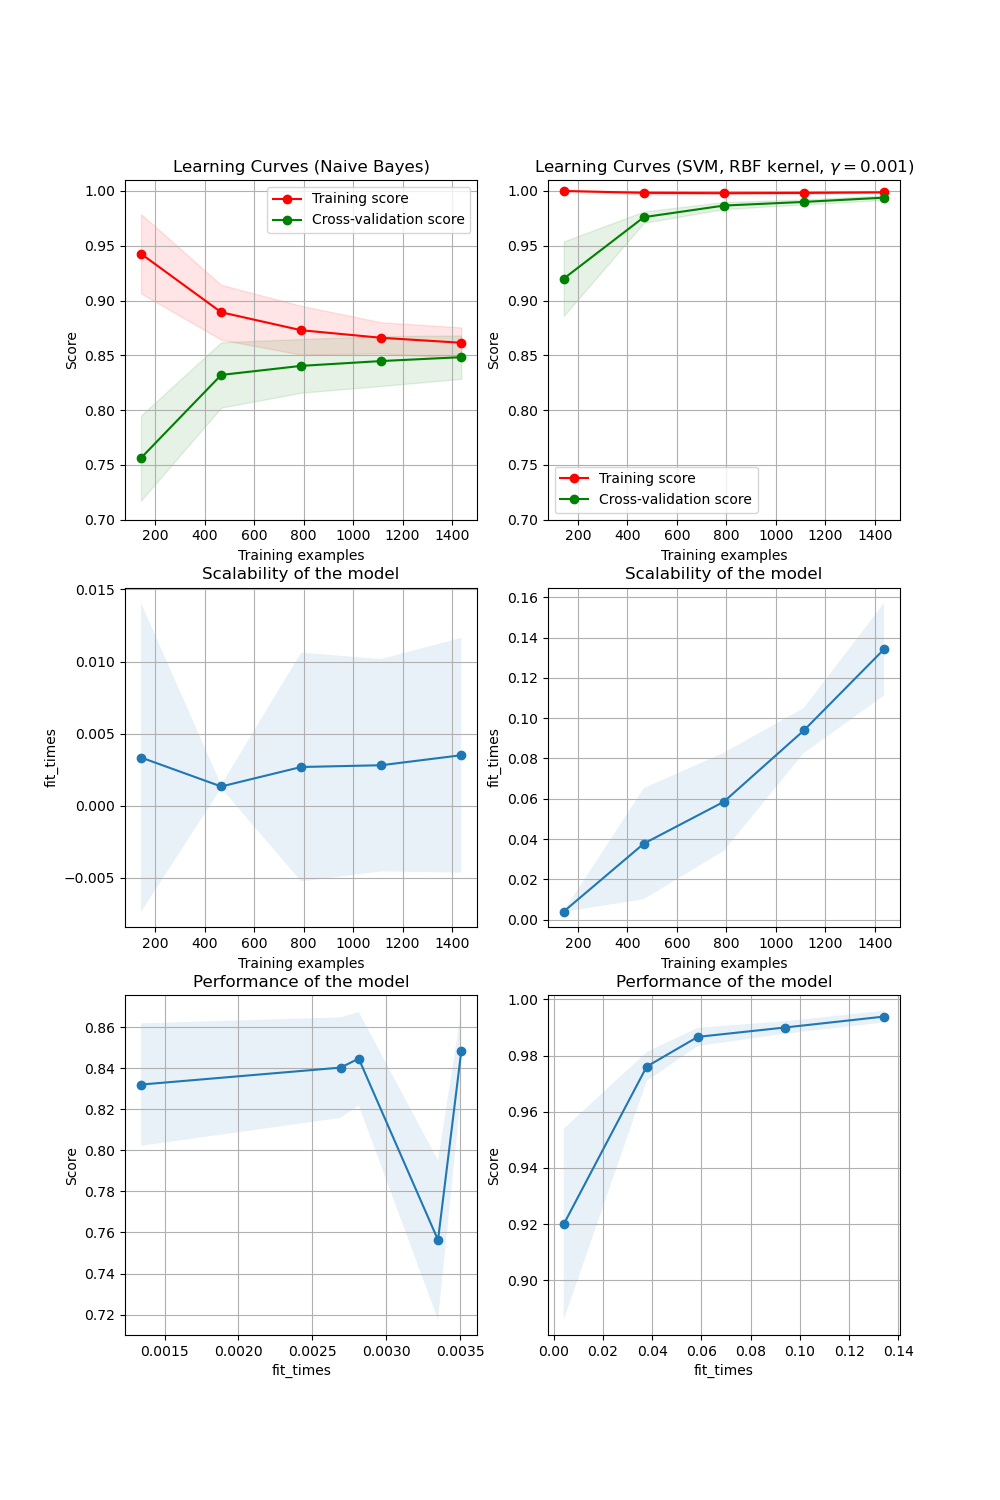 Learning Curves (Naive Bayes)
Score
1.00
0.95
0.90
0.85
0.80
0.75
0.70
Training score
Cross-validation score
200 400 600 800 1000 1200 1400
Training examples
Learning Curves (SVM, RBF kernel, γ = 0.001)
Score
1.00
0.95
0.90
0.85
0.80
0.75
0.70
Training score
Cross-validation score
200 400 600 800 1000 1200 1400
Training examples
Scalability of the model
fit_times
0.015
0.010
0.005
0.000
−0.005
200 400 600 800 1000 1200 1400
Training examples
Scalability of the model
fit_times
0.16
0.14
0.12
0.10
0.08
0.06
0.04
0.02
0.00
200 400 600 800 1000 1200 1400
Training examples
Performance of the model
Score
0.86
0.84
0.82
0.80
0.78
0.76
0.74
0.72
0.0015 0.0020 0.0025 0.0030 0.0035
fit_times
Performance of the model
Score
1.00
0.98
0.96
0.94
0.92
0.90
0.00 0.02 0.04 0.06 0.08 0.10 0.12 0.14
fit_times